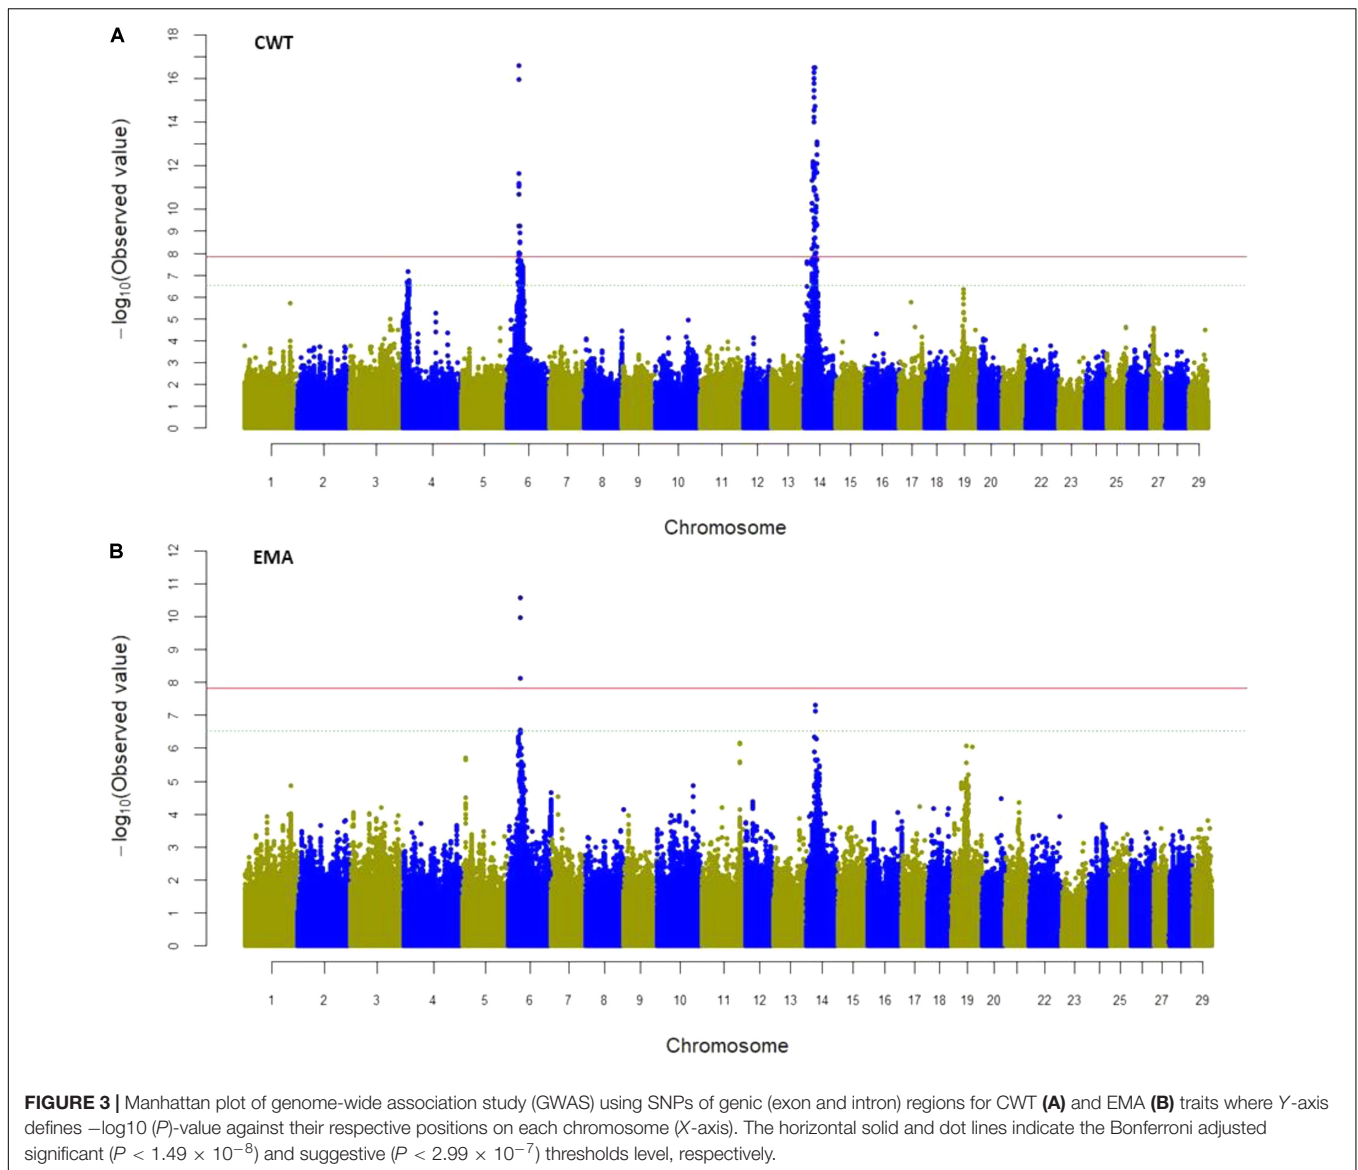 A
CWT
18
16
14
12
10
9
8
7
6
5
4
3
2
1
0
−log10(Observed value)
1 2 3 4 5 6 7 8 9 10 11 12 13 14 15 16 17 18 19 20 22 23 25 27 29
Chromosome
B
EMA
12
11
10
9
8
7
6
5
4
3
2
1
0
−log10(Observed value)
1 2 3 4 5 6 7 8 9 10 11 12 13 14 15 16 17 18 19 20 22 23 25 27 29
Chromosome
FIGURE 3 | Manhattan plot of genome-wide association study (GWAS) using SNPs of genic (exon and intron) regions for CWT (A) and EMA (B) traits where Y-axis
defines −log10 (P)-value against their respective positions on each chromosome (X-axis). The horizontal solid and dot lines indicate the Bonferroni adjusted
significant (P < 1.49 × 10−8) and suggestive (P < 2.99 × 10−7) thresholds level, respectively.